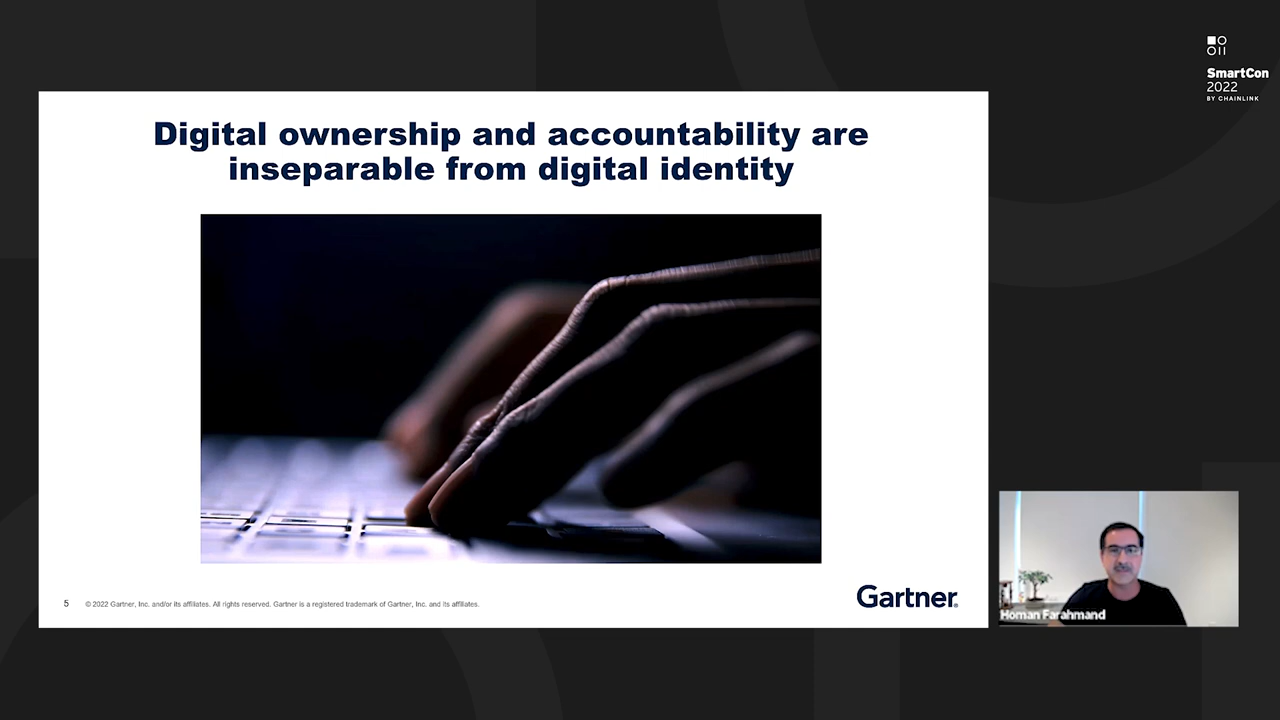 SmartCon
2022
BY CHAINLINK
Digital ownership and accountability are
inseparable from digital identity
5 © 2022 Gartner, Inc. and/or its affiliates. All rights reserved. Gartner is a registered trademark of Gartner, Inc. and its affiliates.
Gartner®
Homan Farahmand